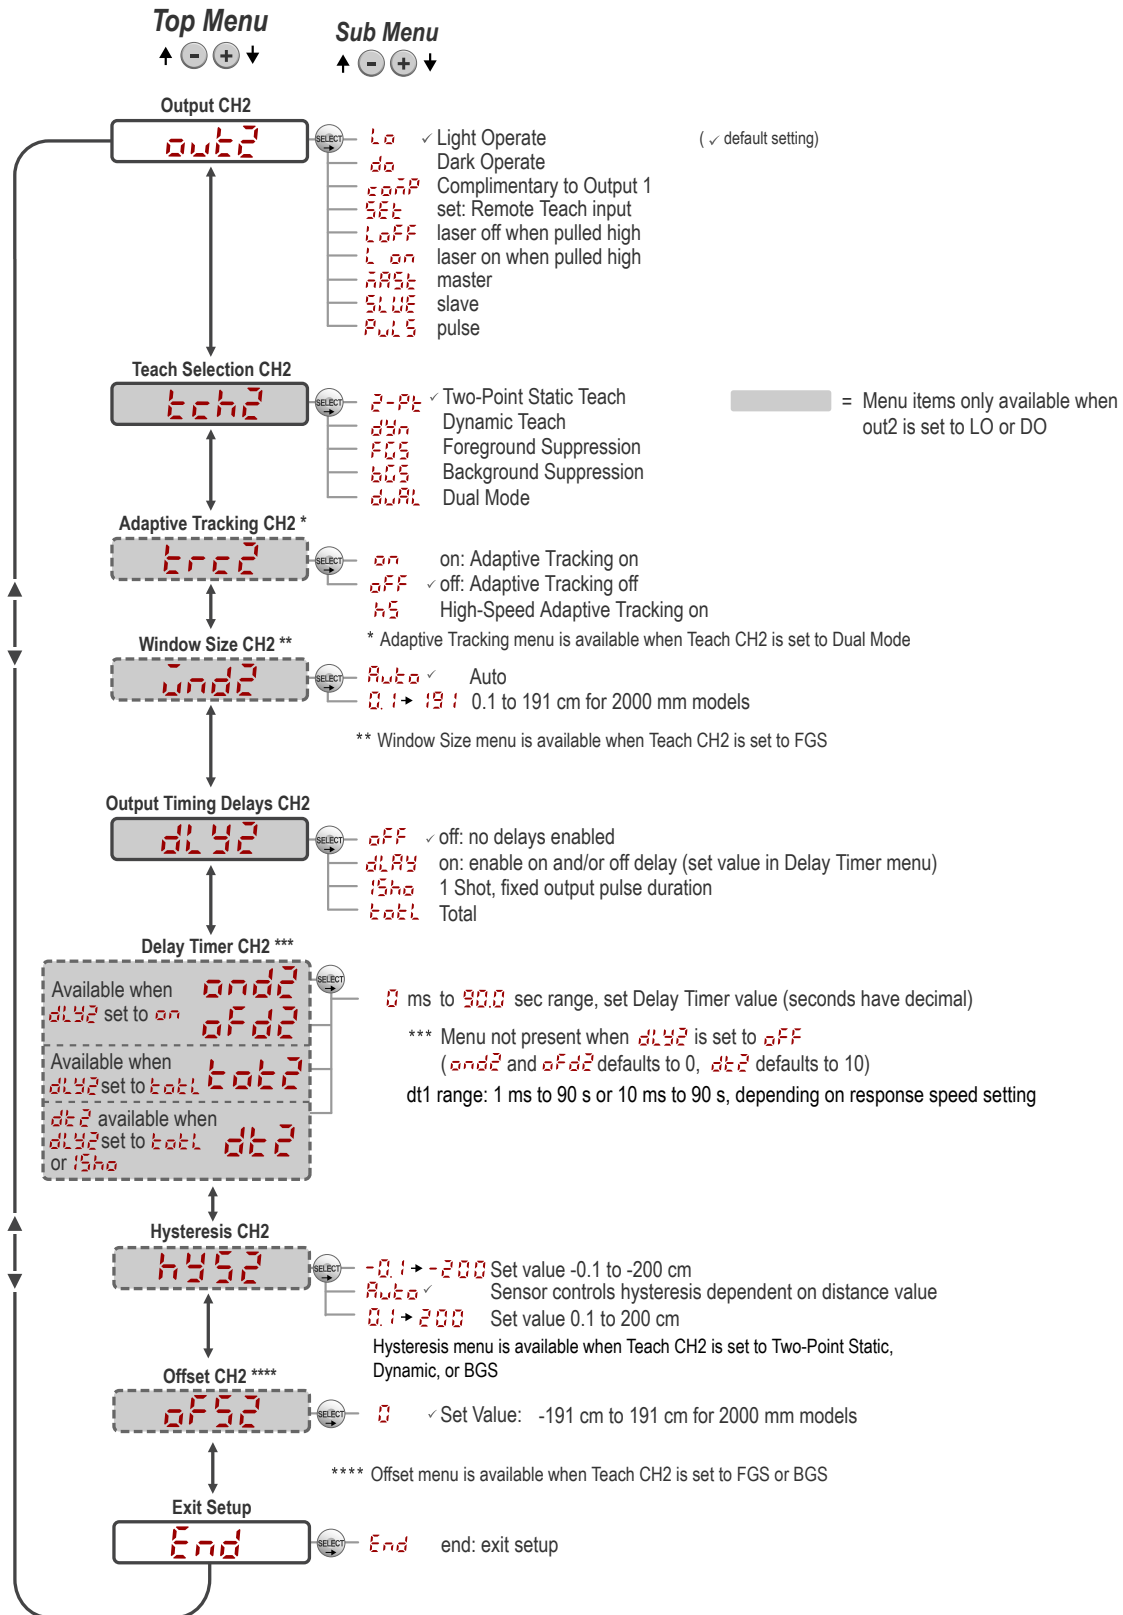 Top Menu
Sub Menu
- +
- +
Output CH2
out2
SELECT
Lo ✓ Light Operate
( ✓ default setting)
do Dark Operate
comP Complimentary to Output 1
SEt set: Remote Teach input
LoFF laser off when pulled high
L on laser on when pulled high
mASt master
SLUE slave
PuLS pulse
Teach Selection CH2
tch2
SELECT
2-Pt ✓ Two-Point Static Teach
dYn Dynamic Teach
FGS Foreground Suppression
bGS Background Suppression
duAL Dual Mode
= Menu items only available when
out2 is set to LO or DO
Adaptive Tracking CH2 *
trc2
SELECT
on on: Adaptive Tracking on
oFF ✓ off: Adaptive Tracking off
hS High-Speed Adaptive Tracking on
* Adaptive Tracking menu is available when Teach CH2 is set to Dual Mode
Window Size CH2 **
wnd2
SELECT
Auto ✓ Auto
0.1 → 191 0.1 to 191 cm for 2000 mm models
** Window Size menu is available when Teach CH2 is set to FGS
Output Timing Delays CH2
dLY2
SELECT
oFF ✓ off: no delays enabled
dLAY on: enable on and/or off delay (set value in Delay Timer menu)
1Sho 1 Shot, fixed output pulse duration
totL Total
Delay Timer CH2 ***
Available when
dLY2 set to on
ond2
oFd2
SELECT
0 ms to 90.0 sec range, set Delay Timer value (seconds have decimal)
*** Menu not present when dLY2 is set to oFF
(ond2 and oFd2 defaults to 0, dt2 defaults to 10)
Available when
dLY2 set to totL
tot2
dt1 range: 1 ms to 90 s or 10 ms to 90 s, depending on response speed setting
dt2 available when
dLY2 set to totL
or 1Sho
dt2
Hysteresis CH2
hYS2
SELECT
-0.1 → -200 Set value -0.1 to -200 cm
Auto ✓ Sensor controls hysteresis dependent on distance value
0.1 → 200 Set value 0.1 to 200 cm
Hysteresis menu is available when Teach CH2 is set to Two-Point Static,
Dynamic, or BGS
Offset CH2 ****
oFS2
SELECT
0 ✓ Set Value: -191 cm to 191 cm for 2000 mm models
**** Offset menu is available when Teach CH2 is set to FGS or BGS
Exit Setup
End
SELECT
End end: exit setup